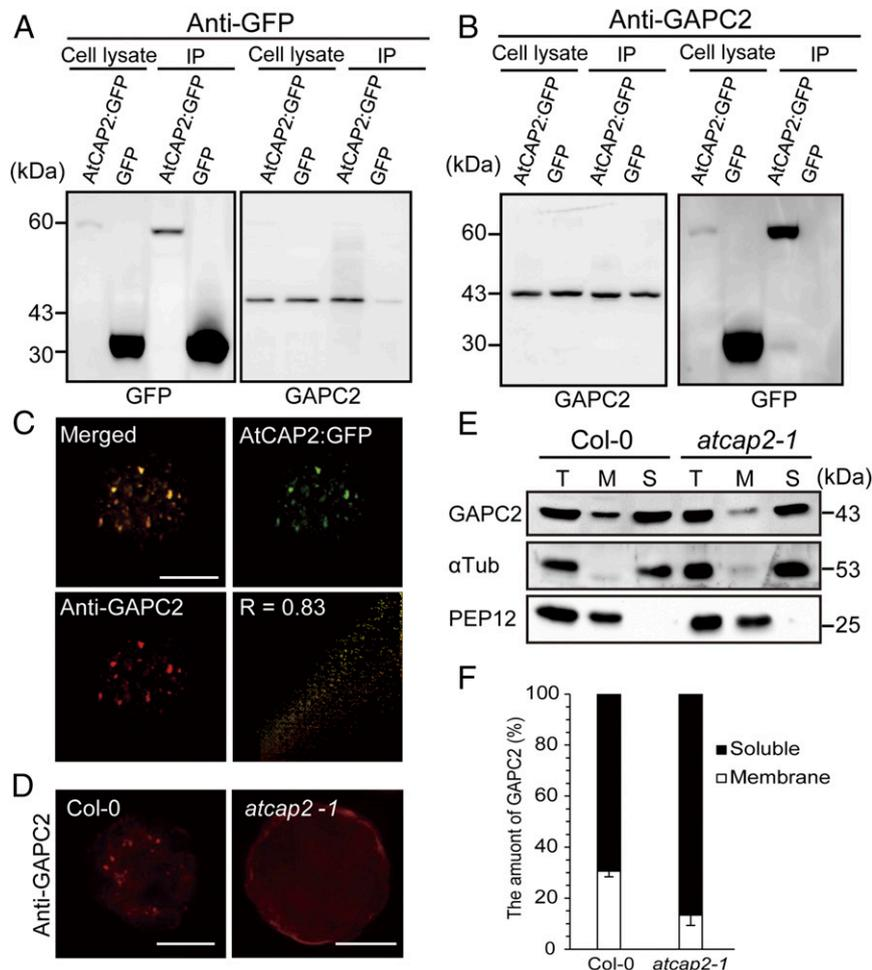 A
Anti-GFP
Cell lysate IP Cell lysate IP
AtCAP2:GFP GFP AtCAP2:GFP GFP AtCAP2:GFP GFP AtCAP2:GFP GFP
(kDa)
60
43
30
GFP GAPC2
B
Anti-GAPC2
Cell lysate IP Cell lysate IP
AtCAP2:GFP GFP AtCAP2:GFP GFP AtCAP2:GFP GFP AtCAP2:GFP GFP
(kDa)
60
43
30
GAPC2 GFP
C
Merged AtCAP2:GFP
Anti-GAPC2 R = 0.83
D
Anti-GAPC2
Col-0 atcap2-1
E
Col-0 atcap2-1
T M S T M S (kDa)
GAPC2 43
αTub 53
PEP12 25
F
The amuont of GAPC2 (%)
100
80
60
40
20
0
Soluble
Membrane
Col-0 atcap2-1